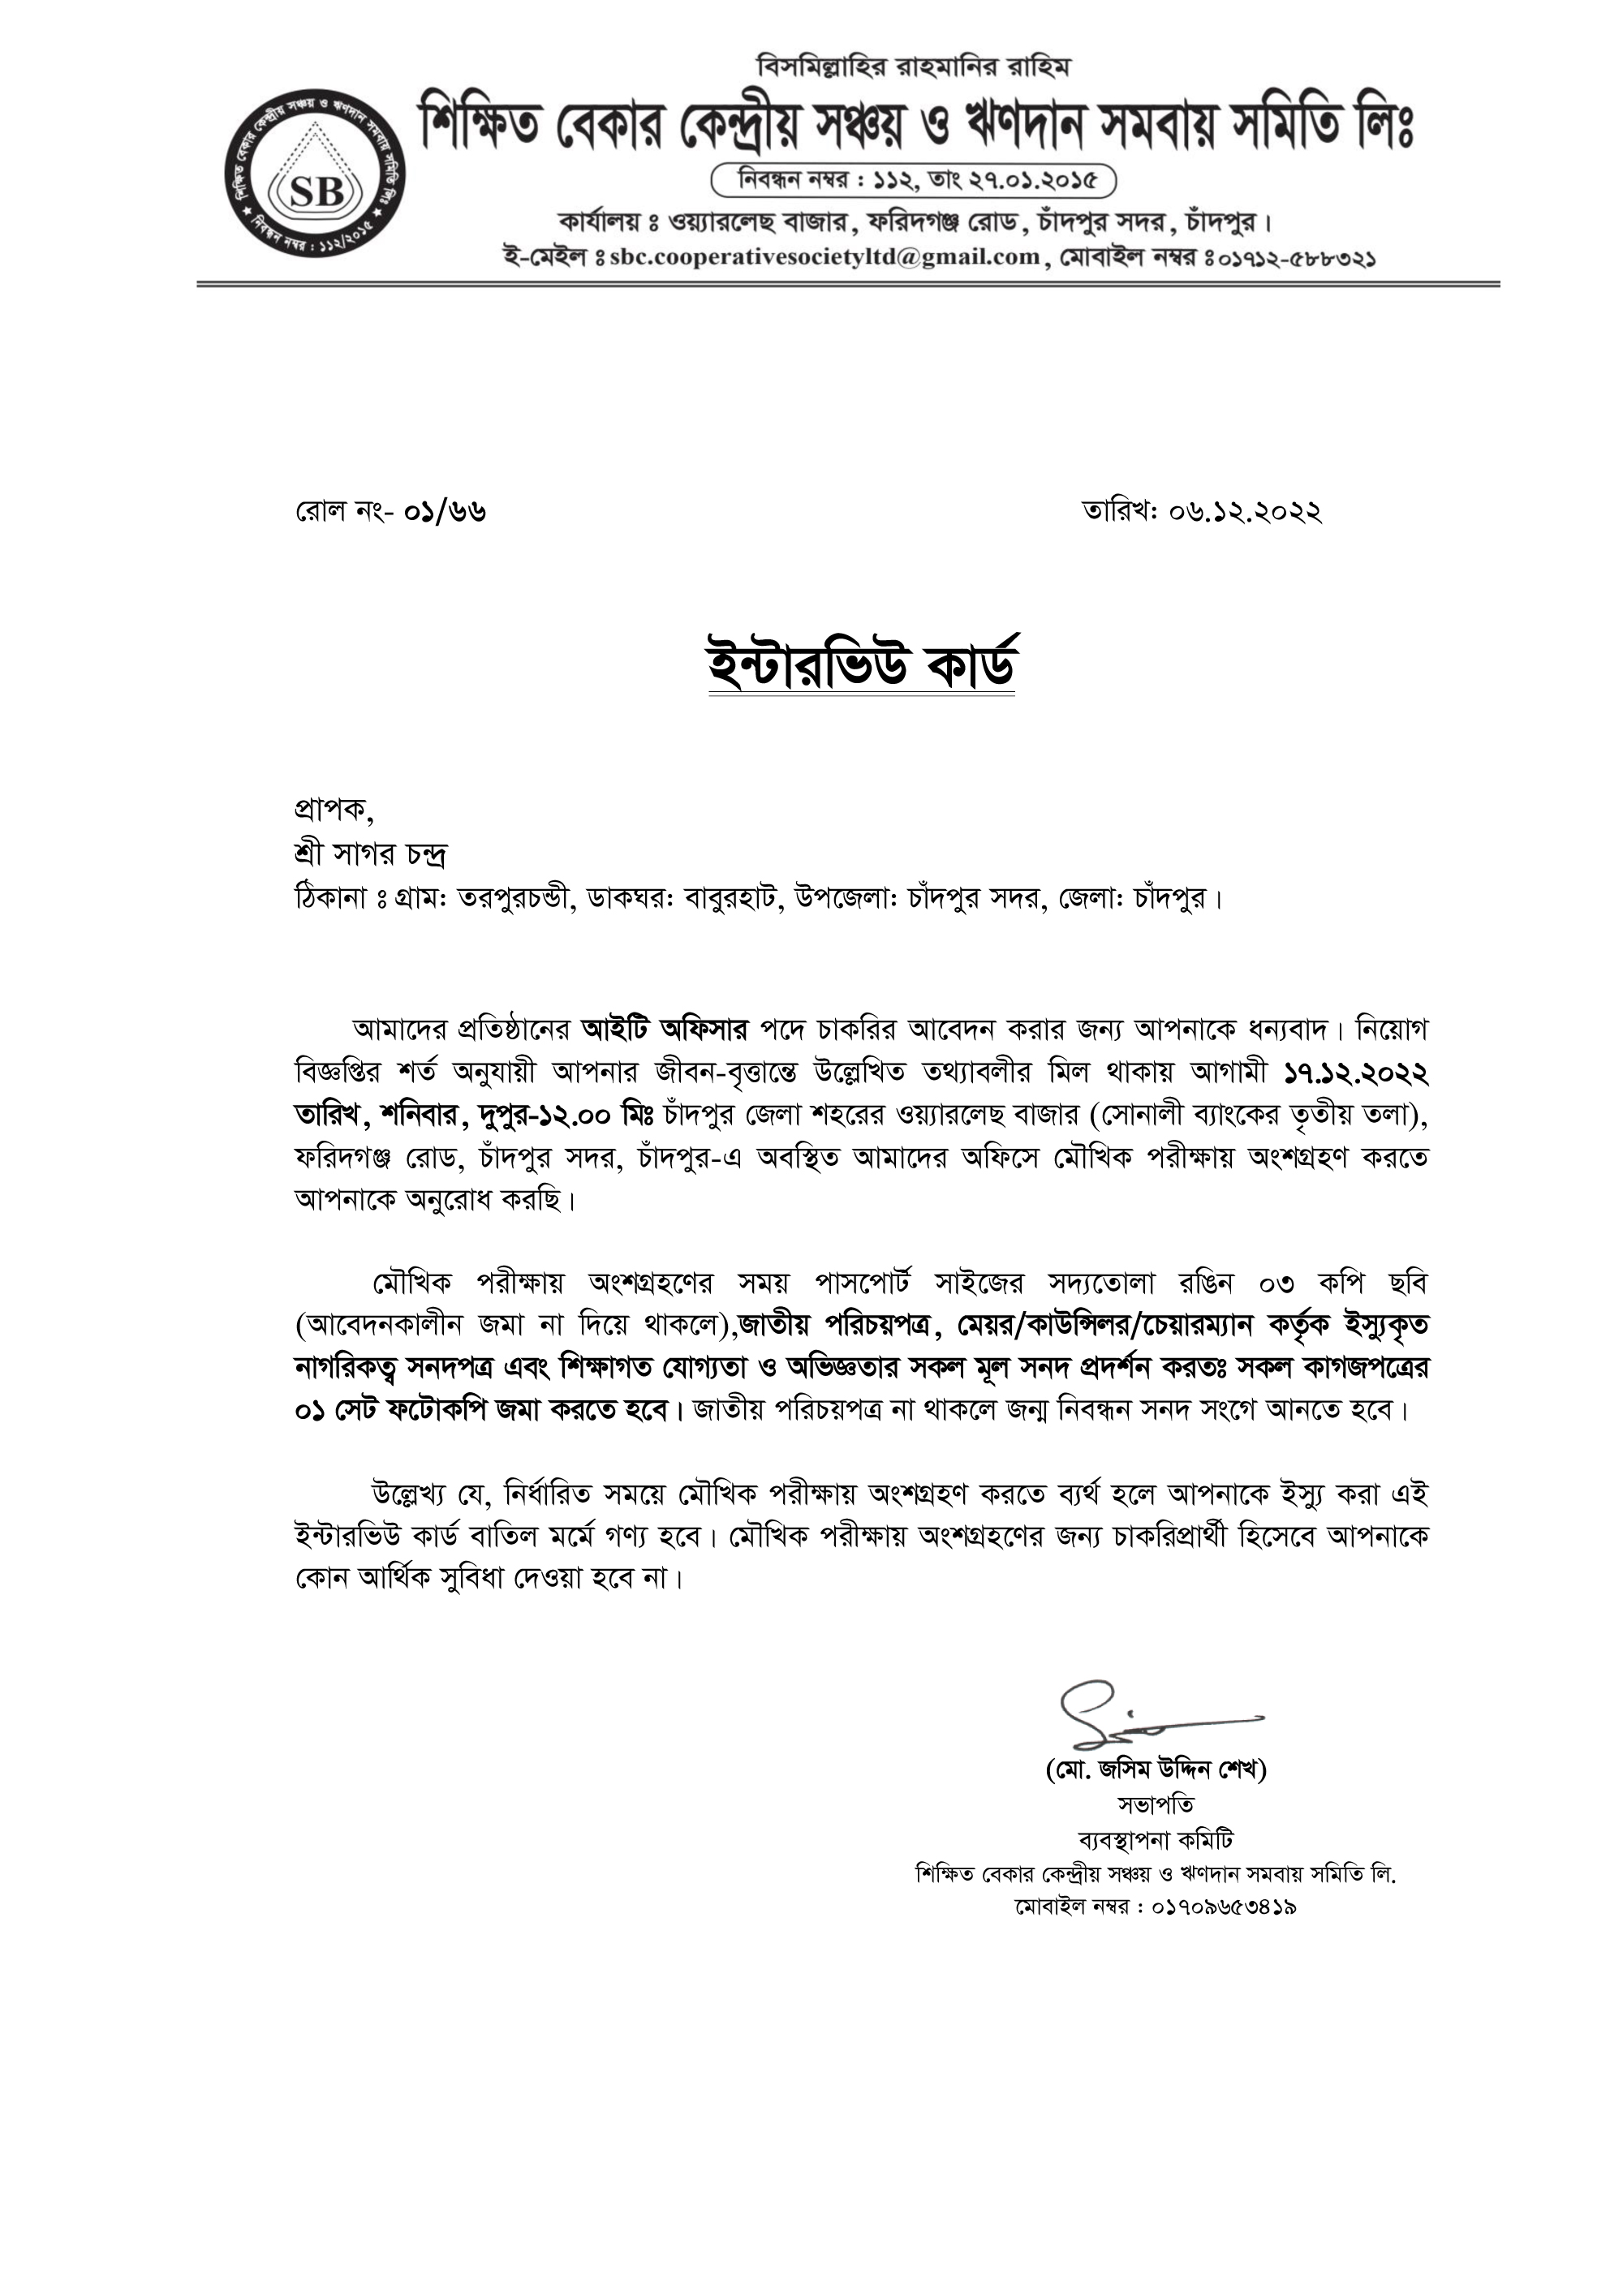 বিসমিল্লাহির রাহমানির রাহিম
শিক্ষিত বেকার কেন্দ্রীয় সঞ্চয় ও ঋণদান সমবায় সমিতি লিঃ
নিবন্ধন নম্বর : ১১২, তাং ২৭.০১.২০১৫
কার্যালয় ঃ ওয়্যারলেছ বাজার, ফরিদগঞ্জ রোড, চাঁদপুর সদর, চাঁদপুর।
ই-মেইল ঃ sbc.cooperativesocietyltd@gmail.com, মোবাইল নম্বর ঃ ০১৭১২-৫৮৮৩২১
শিক্ষিত বেকার কেন্দ্রীয় সঞ্চয় ও ঋণদান সমবায় সমিতি লিঃ
SB
নিবন্ধন নম্বর : ১১২/২০১৫
রোল নং- ০১/৬৬ তারিখ: ০৬.১২.২০২২
ইন্টারভিউ কার্ড
প্রাপক,
শ্রী সাগর চন্দ্র
ঠিকানা ঃ গ্রাম: তরপুরচন্ডী, ডাকঘর: বাবুরহাট, উপজেলা: চাঁদপুর সদর, জেলা: চাঁদপুর।
আমাদের প্রতিষ্ঠানের আইটি অফিসার পদে চাকরির আবেদন করার জন্য আপনাকে ধন্যবাদ। নিয়োগ
বিজ্ঞপ্তির শর্ত অনুযায়ী আপনার জীবন-বৃত্তান্তে উল্লেখিত তথ্যাবলীর মিল থাকায় আগামী ১৭.১২.২০২২
তারিখ, শনিবার, দুপুর-১২.০০ মিঃ চাঁদপুর জেলা শহরের ওয়্যারলেছ বাজার (সোনালী ব্যাংকের তৃতীয় তলা),
ফরিদগঞ্জ রোড, চাঁদপুর সদর, চাঁদপুর-এ অবস্থিত আমাদের অফিসে মৌখিক পরীক্ষায় অংশগ্রহণ করতে
আপনাকে অনুরোধ করছি।
মৌখিক পরীক্ষায় অংশগ্রহণের সময় পাসপোর্ট সাইজের সদ্যতোলা রঙিন ০৩ কপি ছবি
(আবেদনকালীন জমা না দিয়ে থাকলে),জাতীয় পরিচয়পত্র, মেয়র/কাউন্সিলর/চেয়ারম্যান কর্তৃক ইস্যুকৃত
নাগরিকত্ব সনদপত্র এবং শিক্ষাগত যোগ্যতা ও অভিজ্ঞতার সকল মূল সনদ প্রদর্শন করতঃ সকল কাগজপত্রের
০১ সেট ফটোকপি জমা করতে হবে। জাতীয় পরিচয়পত্র না থাকলে জন্ম নিবন্ধন সনদ সংগে আনতে হবে।
উল্লেখ্য যে, নির্ধারিত সময়ে মৌখিক পরীক্ষায় অংশগ্রহণ করতে ব্যর্থ হলে আপনাকে ইস্যু করা এই
ইন্টারভিউ কার্ড বাতিল মর্মে গণ্য হবে। মৌখিক পরীক্ষায় অংশগ্রহণের জন্য চাকরিপ্রার্থী হিসেবে আপনাকে
কোন আর্থিক সুবিধা দেওয়া হবে না।
(মো. জসিম উদ্দিন শেখ)
সভাপতি
ব্যবস্থাপনা কমিটি
শিক্ষিত বেকার কেন্দ্রীয় সঞ্চয় ও ঋণদান সমবায় সমিতি লি.
মোবাইল নম্বর : ০১৭০৯৬৫৩৪১৯